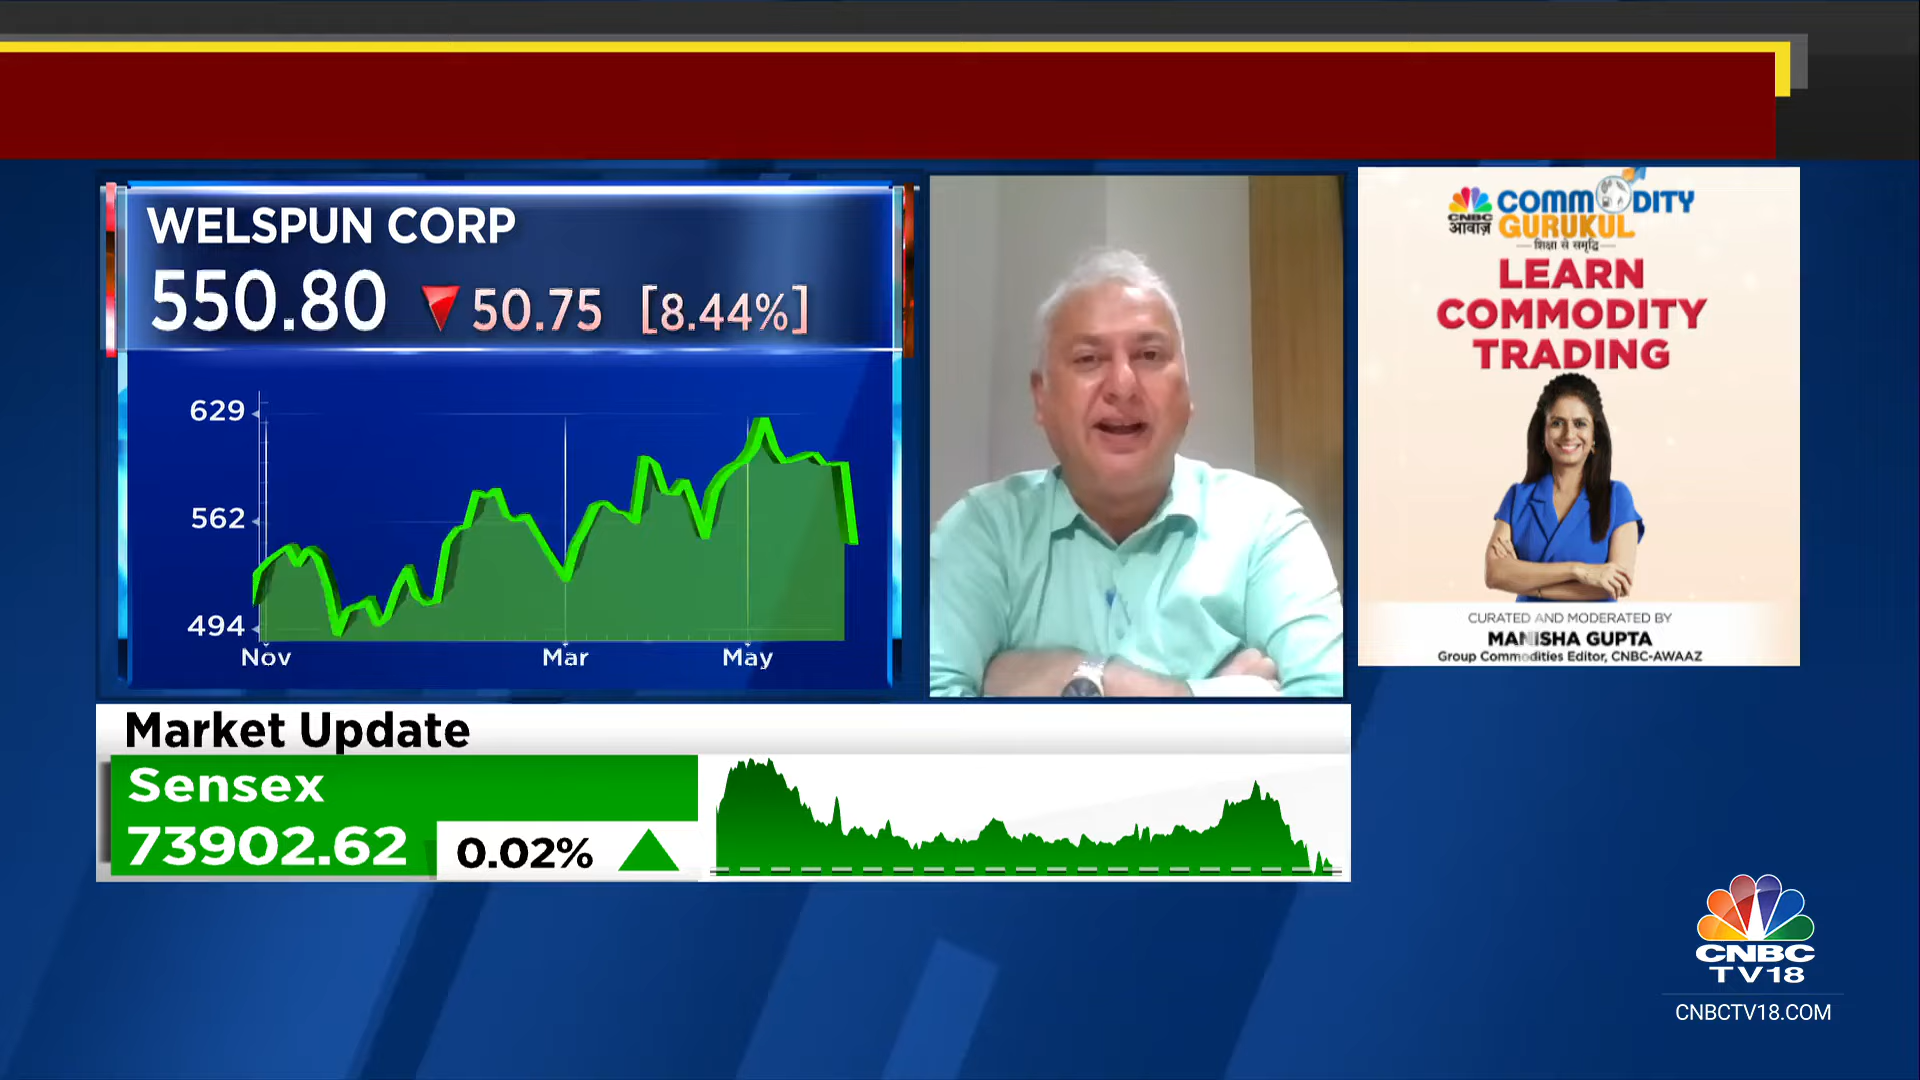 WELSPUN CORP
550.80 50.75 [8.44%]
629
562
494
Nov Mar May
CNBC
आवाज़
COMMODITY
GURUKUL
शिक्षा से समृद्धि
LEARN
COMMODITY
TRADING
CURATED AND MODERATED BY
MANISHA GUPTA
Group Commodities Editor, CNBC-AWAAZ
Market Update
Sensex
73902.62 0.02%
CNBC
TV18
CNBCTV18.COM